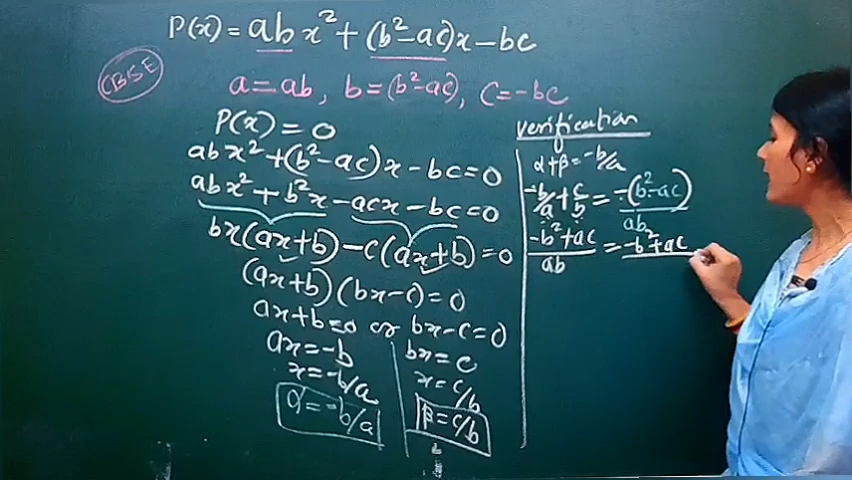 P(x) = abx² + (b²-ac)x - bc
CBSE
a = ab, b = (b²-ac), c = -bc
P(x) = 0
abx² + (b²-ac)x - bc = 0
abx² + b²x - acx - bc = 0
bx(ax+b) - c(ax+b) = 0
(ax+b)(bx-c) = 0
ax+b=0 or bx-c=0
ax = -b
x = -b/a
α = -b/a
bx = c
x = c/b
β = c/b
verification
α+β = -b/a
-b/a + c/b = -(b²-ac)/ab
-b²+ac/ab = -b²+ac